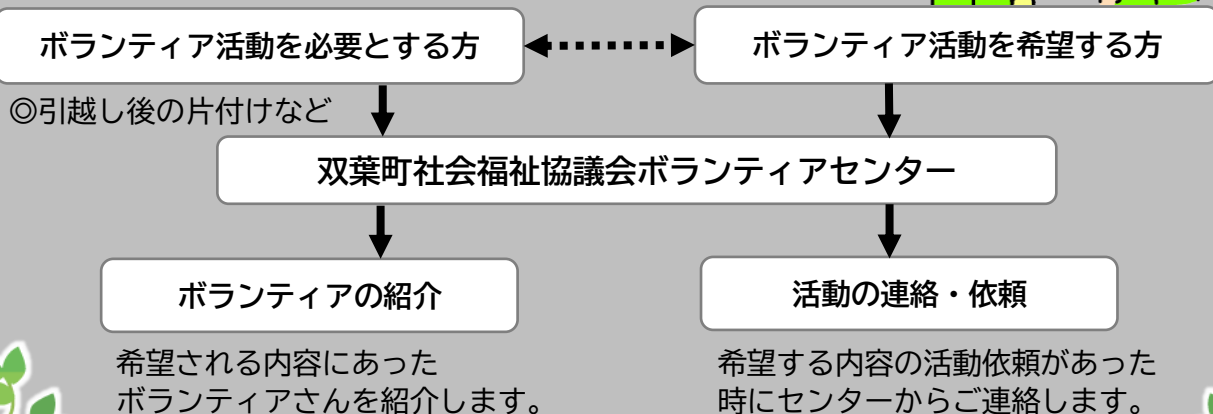 ボランティア活動を必要とする方
ボランティア活動を希望する方
◎引越し後の片付けなど
双葉町社会福祉協議会ボランティアセンター
ボランティアの紹介
活動の連絡・依頼
希望される内容にあった
ボランティアさんを紹介します。
希望する内容の活動依頼があった
時にセンターからご連絡します。